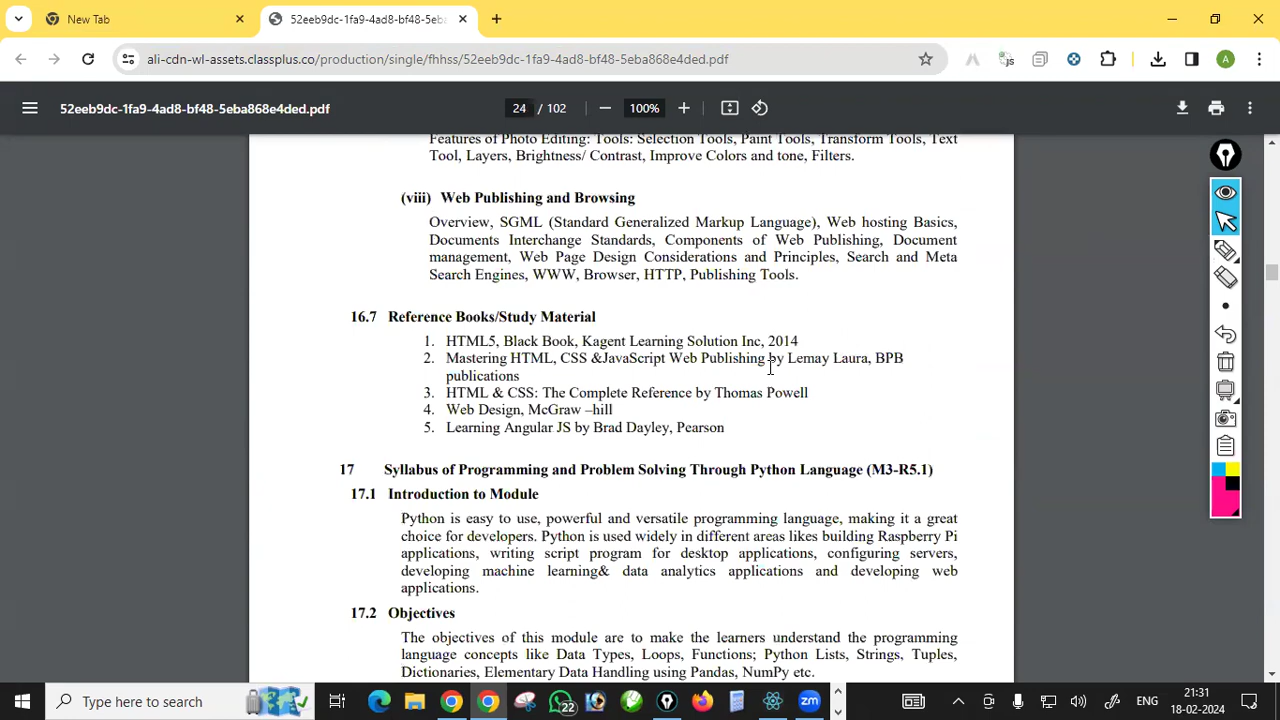 New Tab
52eeb9dc-1fa9-4ad8-bf48-5eba
ali-cdn-wl-assets.classplus.co/production/single/fhhss/52eeb9dc-1fa9-4ad8-bf48-5eba868e4ded.pdf
A
52eeb9dc-1fa9-4ad8-bf48-5eba868e4ded.pdf
24 / 102
100%
Features of Photo Editing: Tools: Selection Tools, Paint Tools, Transform Tools, Text
Tool, Layers, Brightness/ Contrast, Improve Colors and tone, Filters.
(viii) Web Publishing and Browsing
Overview, SGML (Standard Generalized Markup Language), Web hosting Basics,
Documents Interchange Standards, Components of Web Publishing, Document
management, Web Page Design Considerations and Principles, Search and Meta
Search Engines, WWW, Browser, HTTP, Publishing Tools.
16.7 Reference Books/Study Material
1. HTML5, Black Book, Kagent Learning Solution Inc, 2014
2. Mastering HTML, CSS &JavaScript Web Publishing by Lemay Laura, BPB
publications
3. HTML & CSS: The Complete Reference by Thomas Powell
4. Web Design, McGraw –hill
5. Learning Angular JS by Brad Dayley, Pearson
17 Syllabus of Programming and Problem Solving Through Python Language (M3-R5.1)
17.1 Introduction to Module
Python is easy to use, powerful and versatile programming language, making it a great
choice for developers. Python is used widely in different areas likes building Raspberry Pi
applications, writing script program for desktop applications, configuring servers,
developing machine learning& data analytics applications and developing web
applications.
17.2 Objectives
The objectives of this module are to make the learners understand the programming
language concepts like Data Types, Loops, Functions; Python Lists, Strings, Tuples,
Dictionaries, Elementary Data Handling using Pandas, NumPy etc.
Type here to search
22
zm
ENG
21:31
18-02-2024